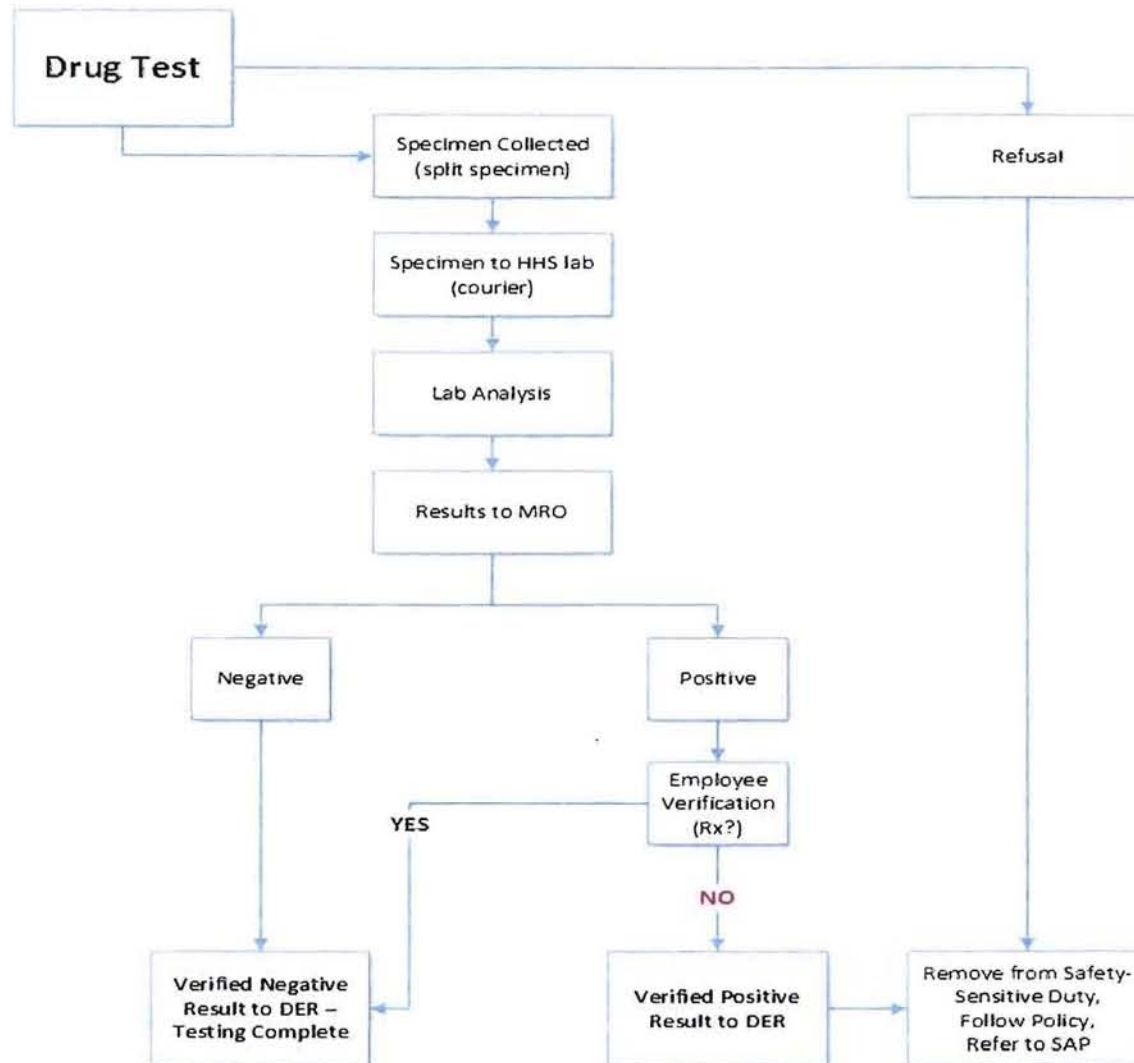 Drug Test
Specimen Collected
(split specimen)
Refusal
Specimen to HHS lab
(courier)
Lab Analysis
Results to MRO
Negative
Positive
Employee
Verification
(Rx?)
YES
NO
Verified Negative
Result to DER –
Testing Complete
Verified Positive
Result to DER
Remove from Safety-
Sensitive Duty,
Follow Policy,
Refer to SAP